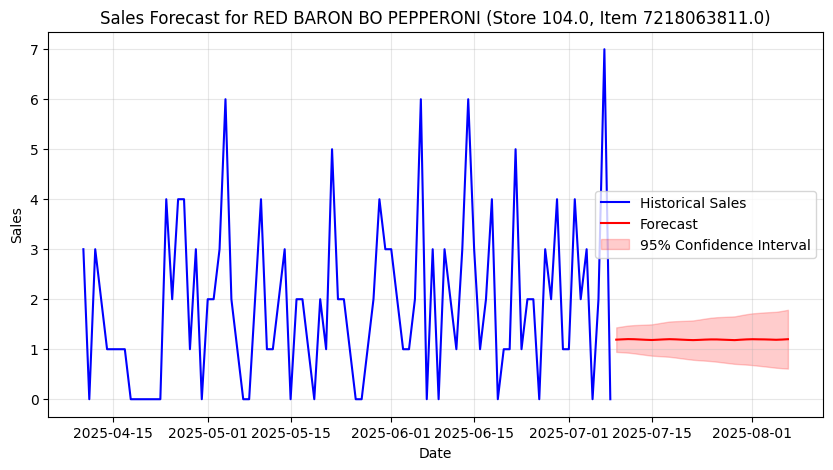 Sales Forecast for RED BARON BO PEPPERONI (Store 104.0, Item 7218063811.0)
7
6
5
4
3
2
1
0
Sales
Historical Sales
Forecast
95% Confidence Interval
2025-04-15
2025-05-01
2025-05-15
2025-06-01
2025-06-15
2025-07-01
2025-07-15
2025-08-01
Date